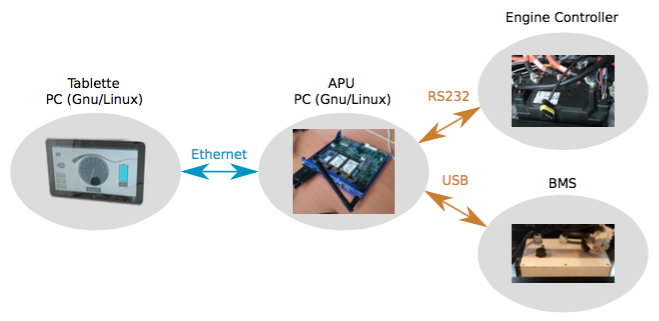 Engine Controller
Tablette
PC (Gnu/Linux)
APU
PC (Gnu/Linux)
RS232
Ethernet
USB
BMS